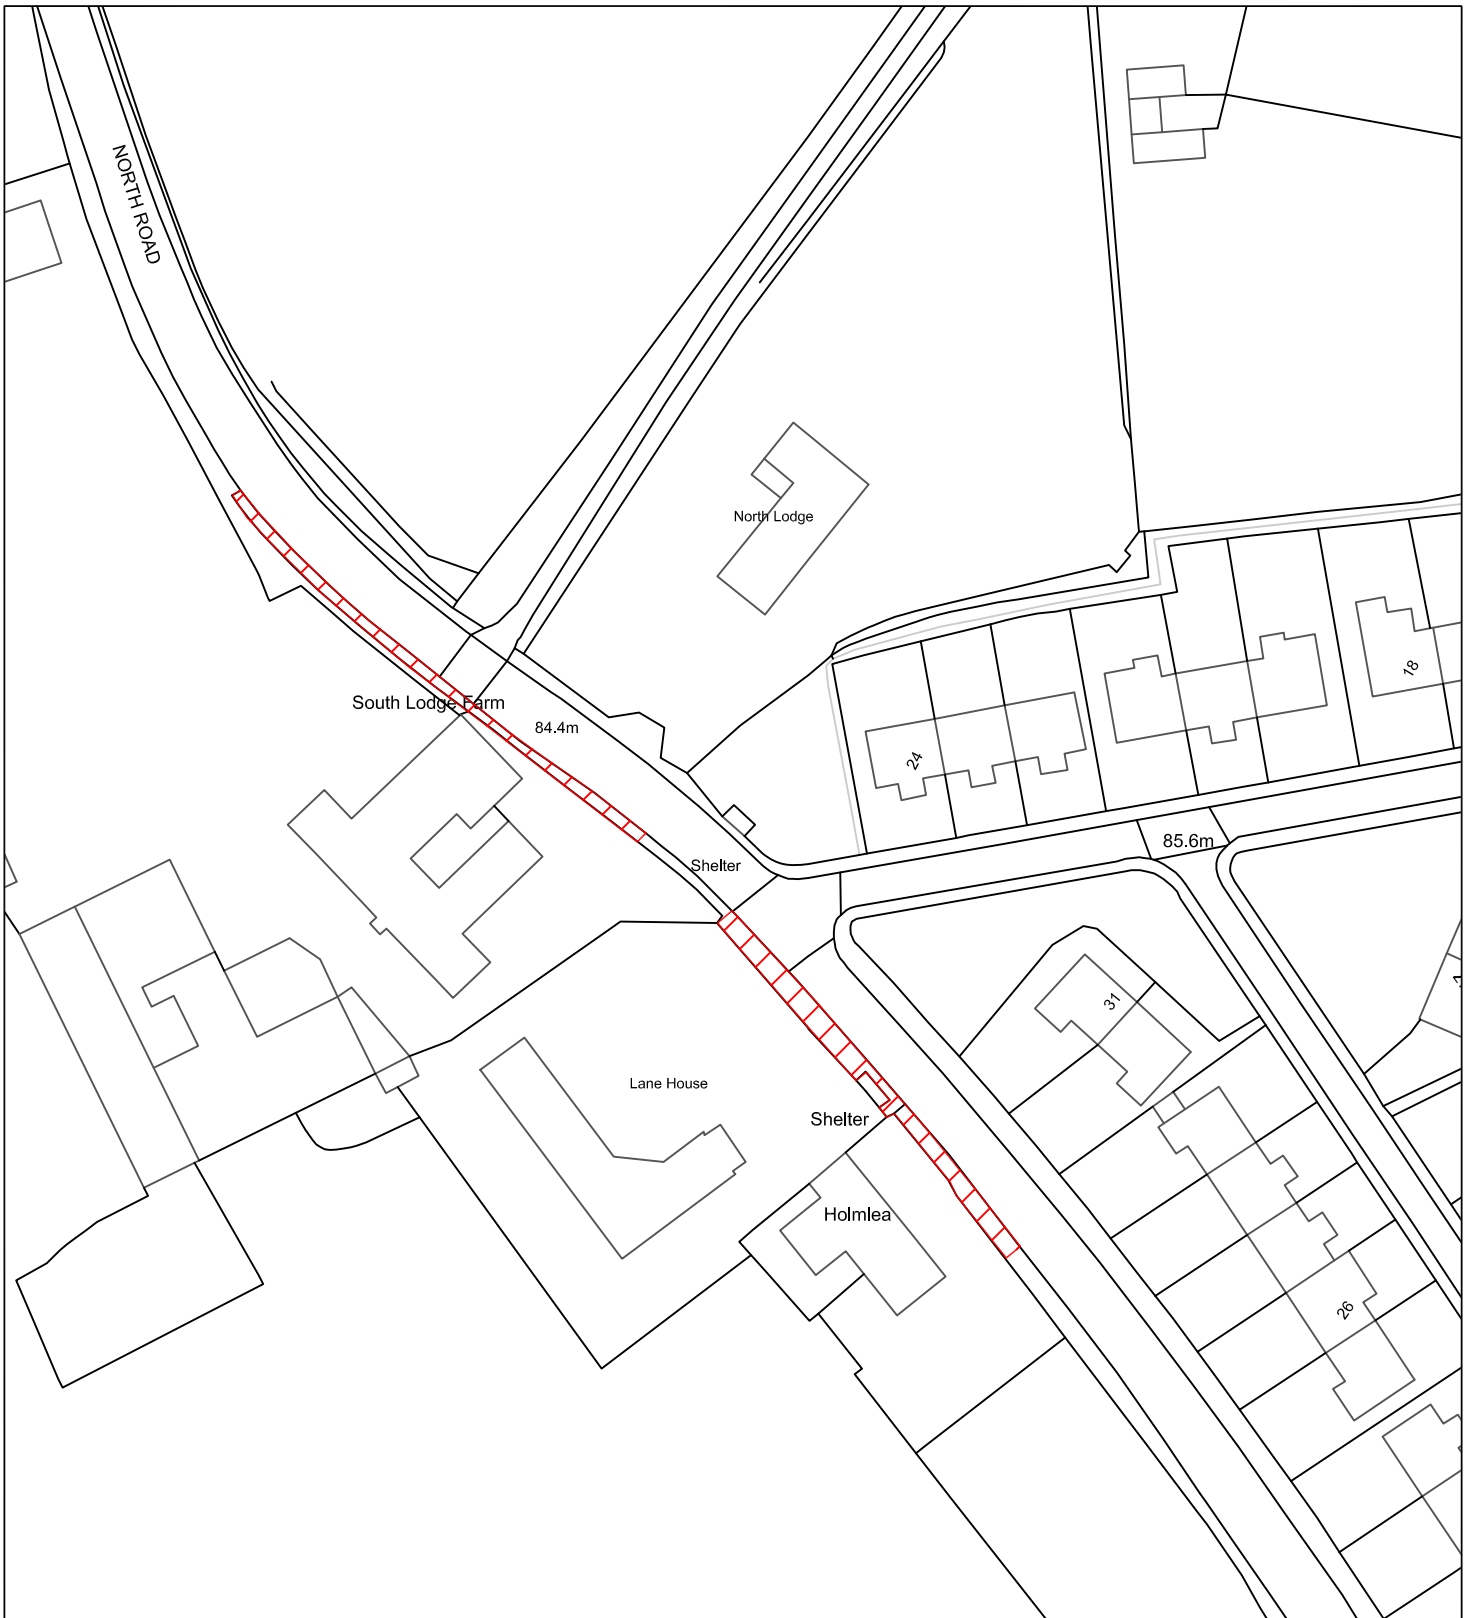 NORTH ROAD
North Lodge
18
South Lodge Farm
84.4m
24
85.6m
Shelter
31
Lane House
Shelter
Holmlea
26